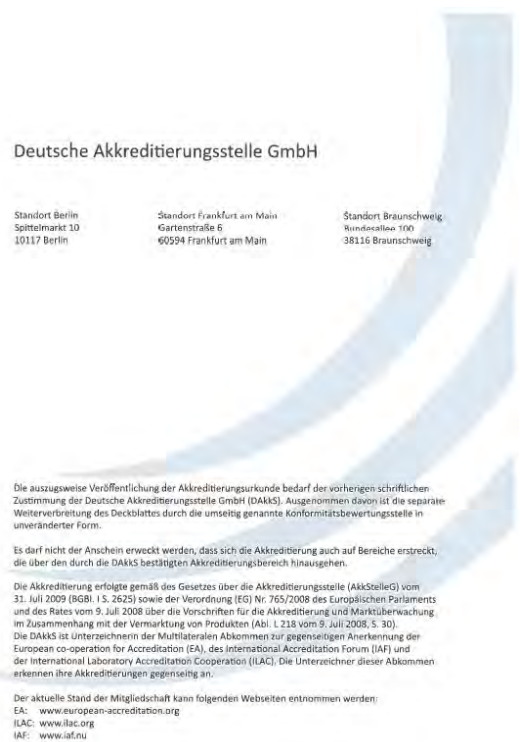 Deutsche Akkreditierungsstelle GmbH
Standort Berlin
Spittelmarkt 10
10117 Berlin
Standort Frankfurt am Main
Gartenstraße 6
60594 Frankfurt am Main
Standort Braunschweig
Bundesallee 100
38116 Braunschweig
Die auszugsweise Veröffentlichung der Akkreditierungsurkunde bedarf der vorherigen schriftlichen
Zustimmung der Deutsche Akkreditierungsstelle GmbH (DAkkS). Ausgenommen davon ist die separate
Weiterverbreitung des Deckblattes durch die umseitig genannte Konformitätsbewertungsstelle in
unveränderter Form.
Es darf nicht der Anschein erweckt werden, dass sich die Akkreditierung auch auf Bereiche erstreckt,
die über den durch die DAkkS bestätigten Akkreditierungsbereich hinausgehen.
Die Akkreditierung erfolgte gemäß des Gesetzes über die Akkreditierungsstelle (AkkStelleG) vom
31. Juli 2009 (BGBl. I S. 2625) sowie der Verordnung (EG) Nr. 765/2008 des Europäischen Parlaments
und des Rates vom 9. Juli 2008 über die Vorschriften für die Akkreditierung und Marktüberwachung
im Zusammenhang mit der Vermarktung von Produkten (Abl. L 218 vom 9. Juli 2008, S. 30).
Die DAkkS ist Unterzeichnerin der Multilateralen Abkommen zur gegenseitigen Anerkennung der
European co-operation for Accreditation (EA), des International Accreditation Forum (IAF) und
der International Laboratory Accreditation Cooperation (ILAC). Die Unterzeichner dieser Abkommen
erkennen ihre Akkreditierungen gegenseitig an.
Der aktuelle Stand der Mitgliedschaft kann folgenden Webseiten entnommen werden:
EA: www.european-accreditation.org
ILAC: www.ilac.org
IAF: www.iaf.nu